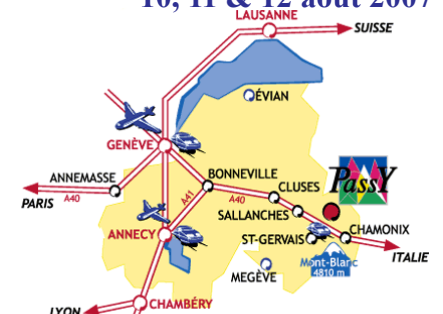 10, 11 & 12 août 2007
LAUSANNE
SUISSE
ÉVIAN
GENÈVE
ANNEMASSE
A40
PARIS
BONNEVILLE
A41
A40
CLUSES
PassY
SALLANCHES
ANNECY
ST-GERVAIS
CHAMONIX
ITALIE
Mont-Blanc
4810 m
MEGÈVE
CHAMBÉRY
LYON